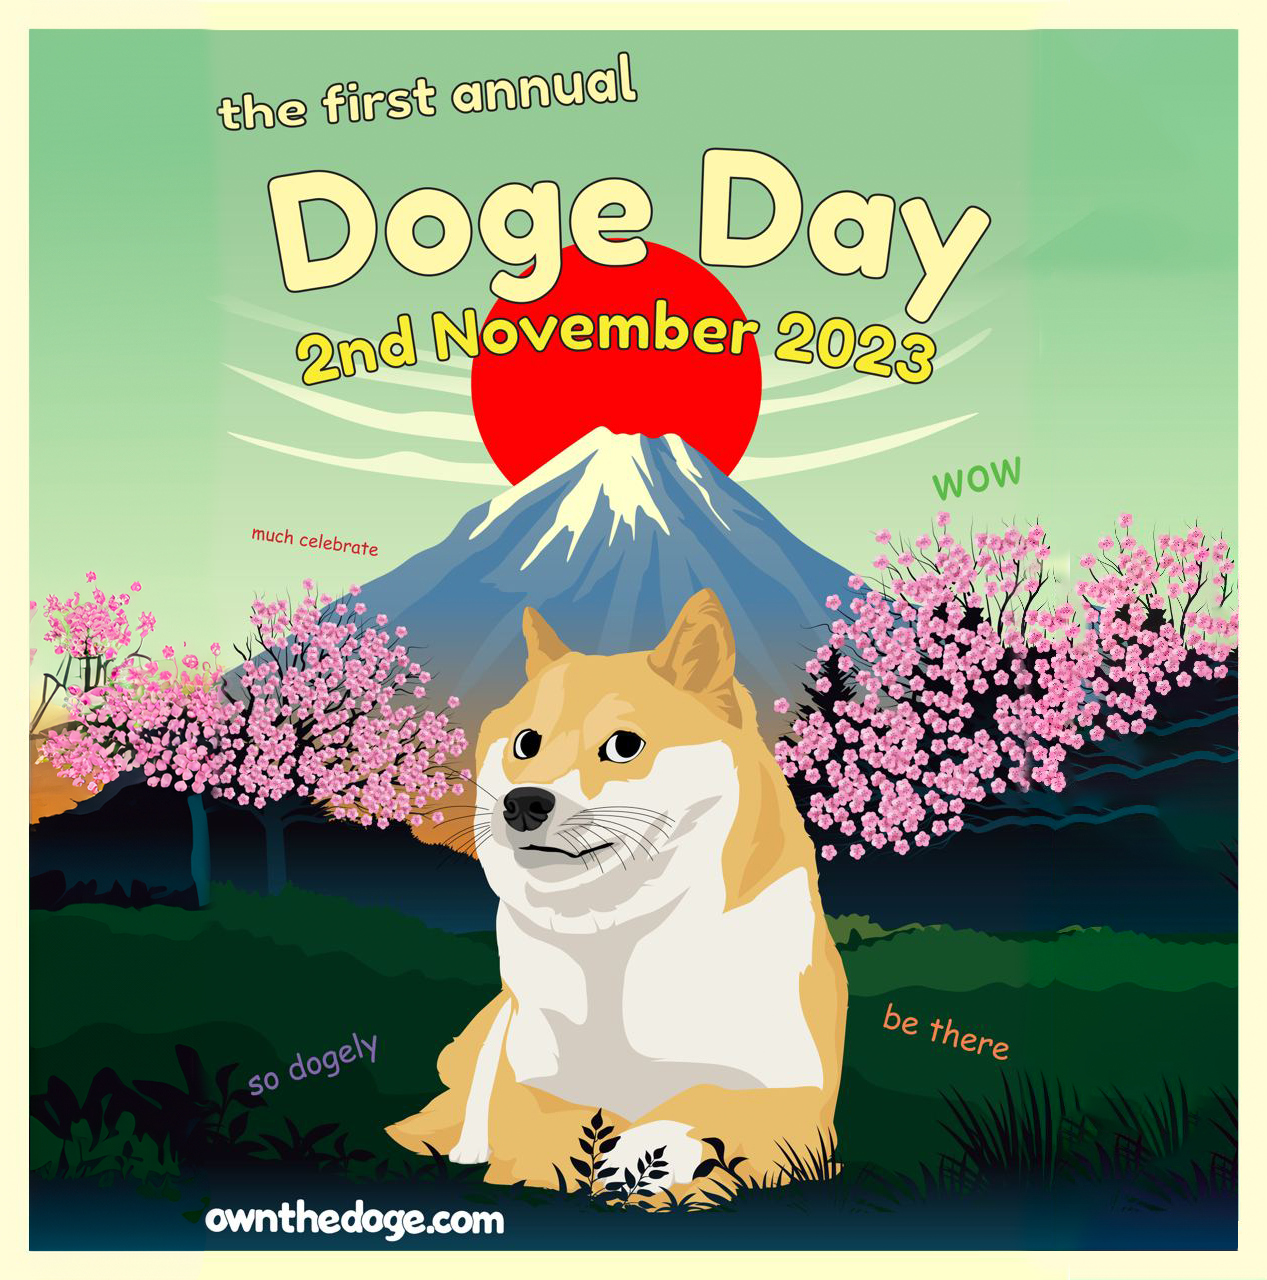 the first annual
Doge Day
2nd November 2023
wow
much celebrate
be there
so dogely
ownthedoge.com